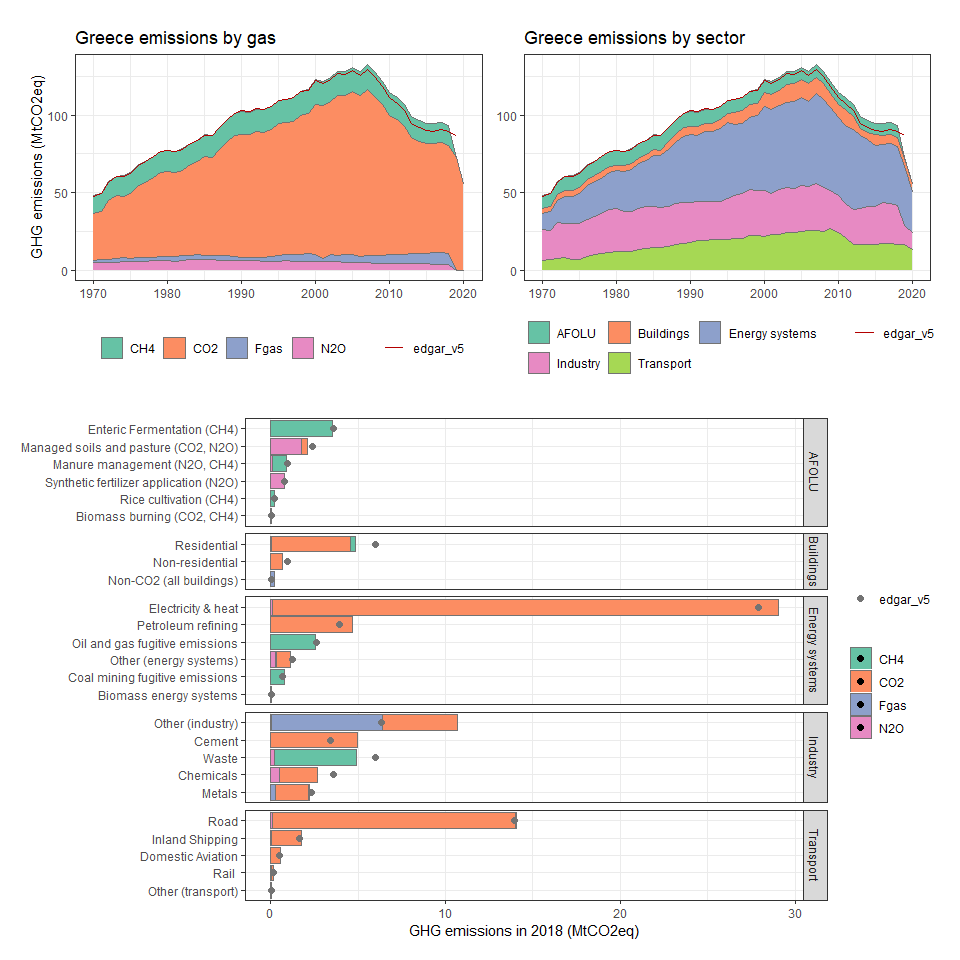 Greece emissions by gas
GHG emissions (MtCO2eq)
100
50
0
1970 1980 1990 2000 2010 2020
CH4 CO2 Fgas N2O edgar_v5
Greece emissions by sector
100
50
0
1970 1980 1990 2000 2010 2020
AFOLU Buildings Energy systems edgar_v5
Industry Transport
Enteric Fermentation (CH4)
Managed soils and pasture (CO2, N2O)
Manure management (N2O, CH4)
Synthetic fertilizer application (N2O)
Rice cultivation (CH4)
Biomass burning (CO2, CH4)
AFOLU
Residential
Non-residential
Non-CO2 (all buildings)
Buildings
Electricity & heat
Petroleum refining
Oil and gas fugitive emissions
Other (energy systems)
Coal mining fugitive emissions
Biomass energy systems
Energy systems
Other (industry)
Cement
Waste
Chemicals
Metals
Industry
Road
Inland Shipping
Domestic Aviation
Rail
Other (transport)
Transport
0 10 20 30
GHG emissions in 2018 (MtCO2eq)
edgar_v5
CH4
CO2
Fgas
N2O